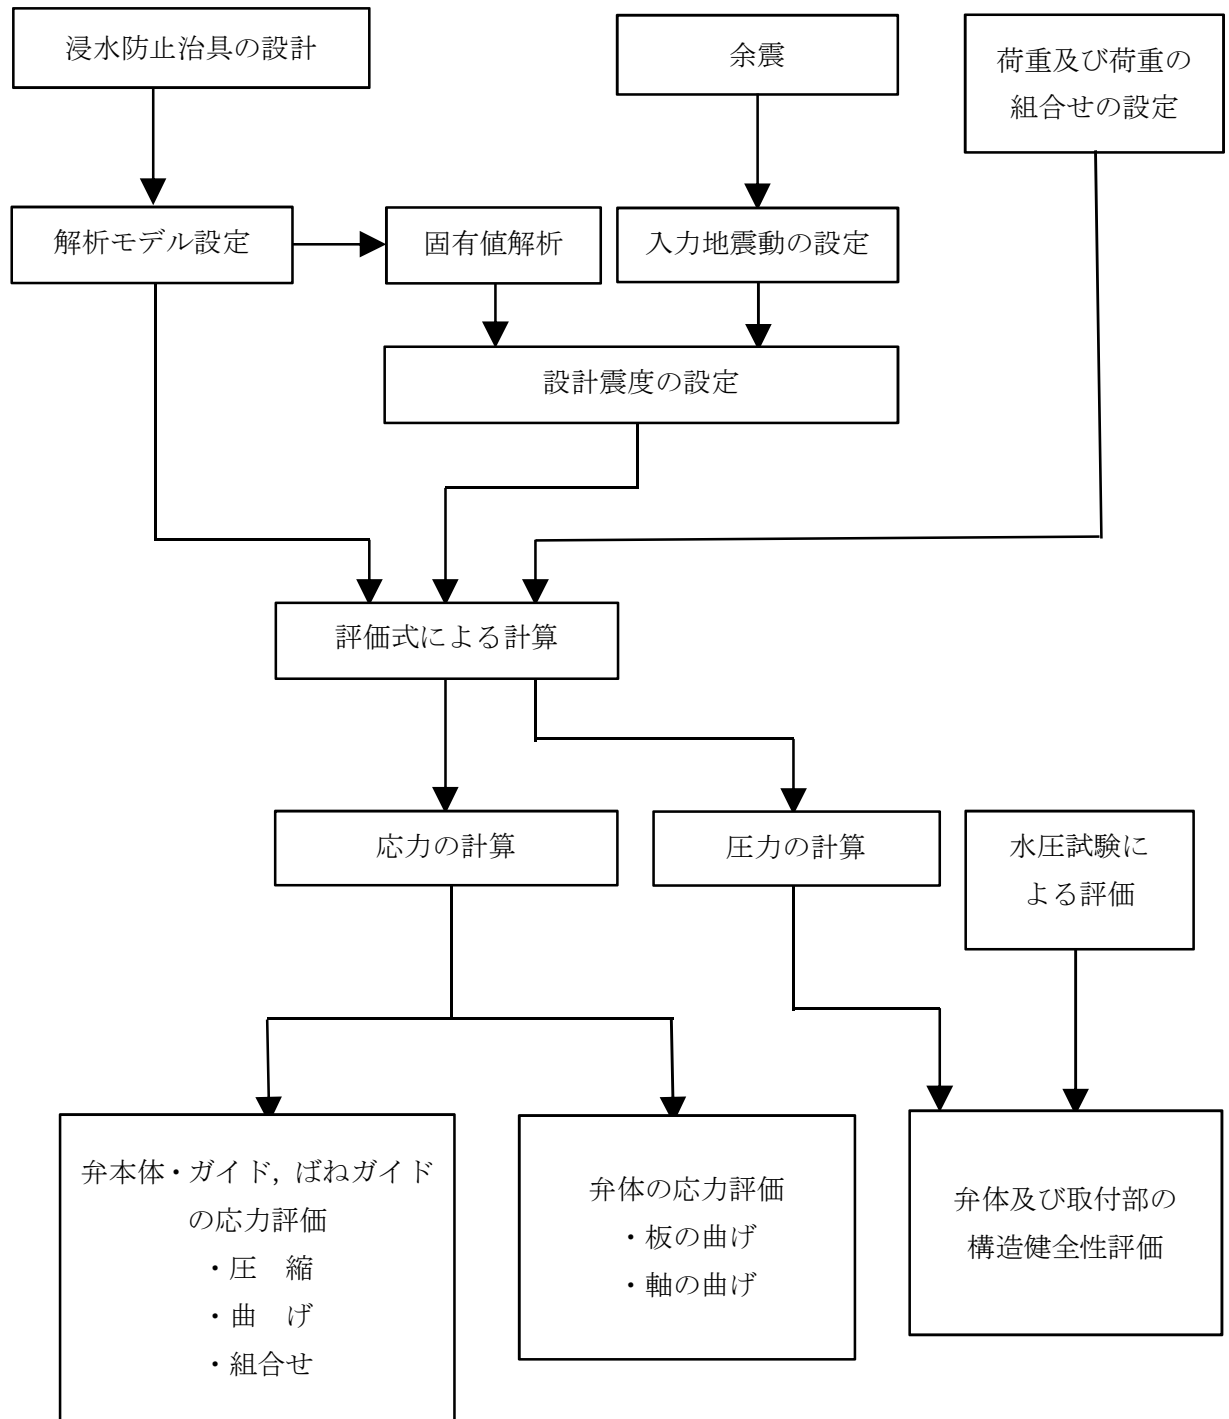 浸水防止治具の設計
余震
荷重及び荷重の
組合せの設定
解析モデル設定
固有値解析
入力地震動の設定
設計震度の設定
評価式による計算
応力の計算
圧力の計算
水圧試験に
よる評価
弁本体・ガイド，ばねガイド
の応力評価
・圧　縮
・曲　げ
・組合せ
弁体の応力評価
・板の曲げ
・軸の曲げ
弁体及び取付部の
構造健全性評価